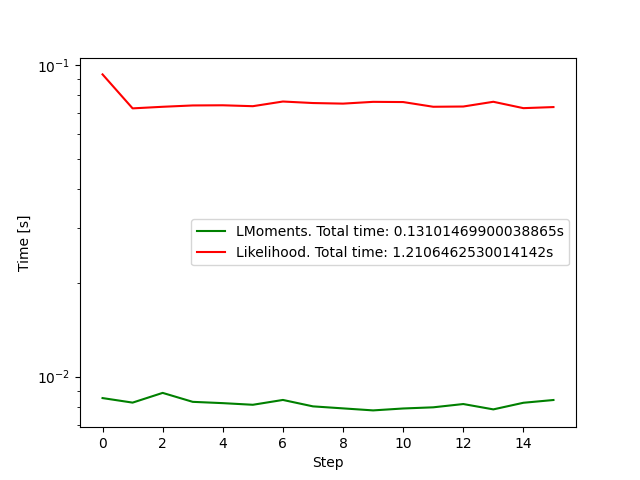 10⁻¹
10⁻²
Time [s]
LMoments. Total time: 0.13101469900038865s
Likelihood. Total time: 1.2106462530014142s
0 2 4 6 8 10 12 14
Step